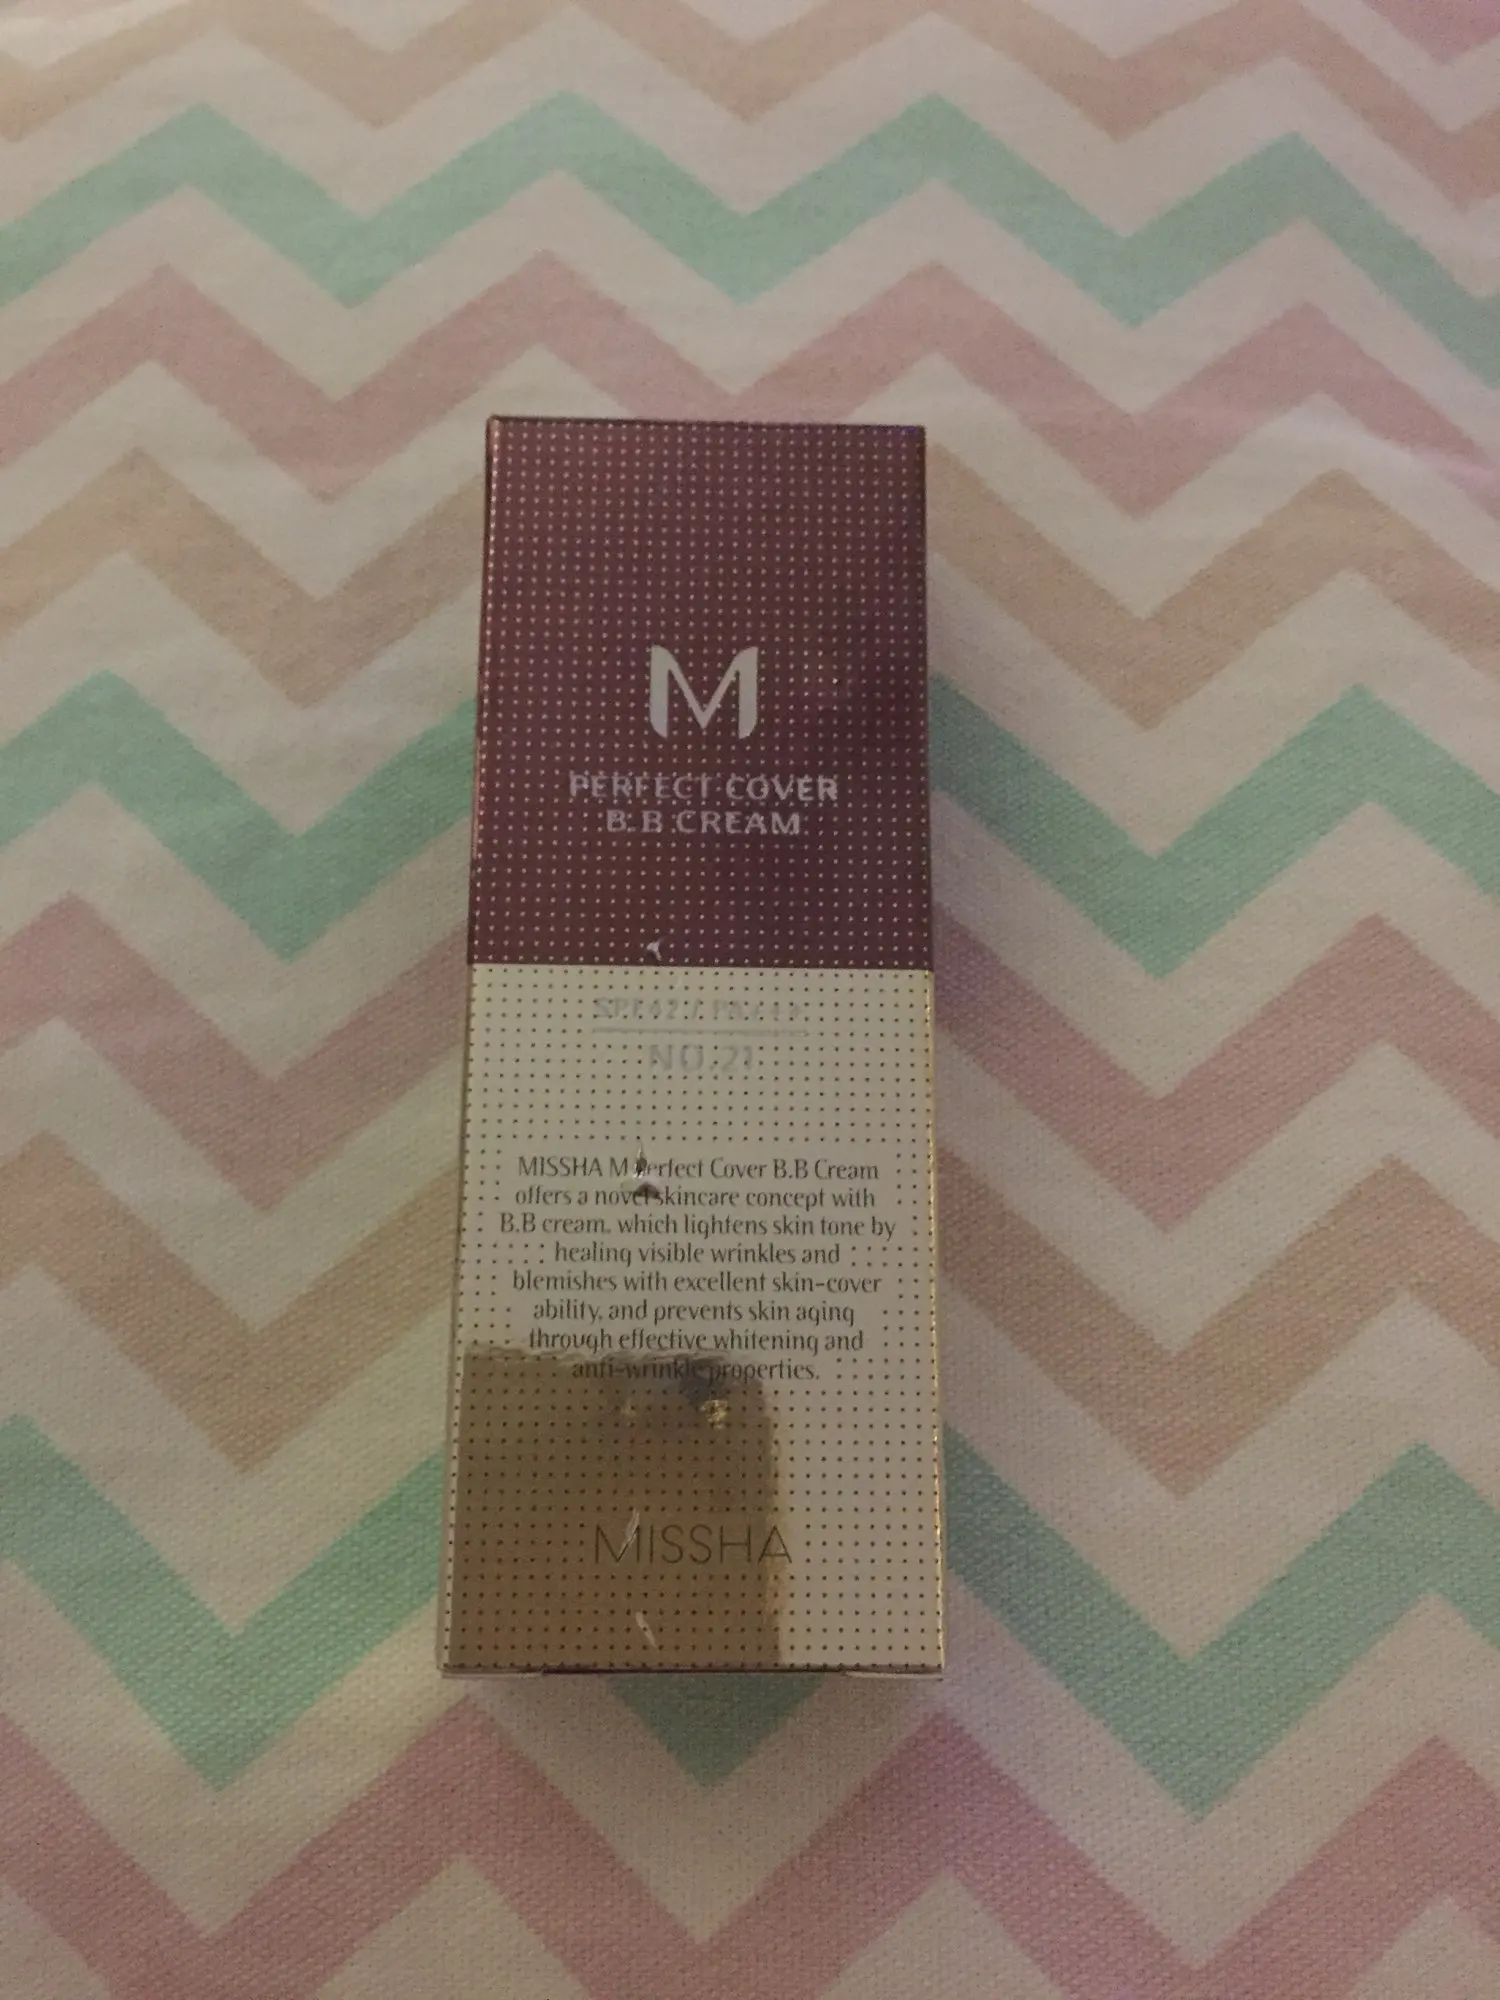 M
PERFECT COVER
B.B CREAM
SPF42 / PA+++
NO.21
MISSHA M Perfect Cover B.B Cream
offers a novel skincare concept with
B.B cream. which lightens skin tone by
healing visible wrinkles and
blemishes with excellent skin-cover
ability, and prevents skin aging
through effective whitening and
anti-wrinkle properties.
MISSHA